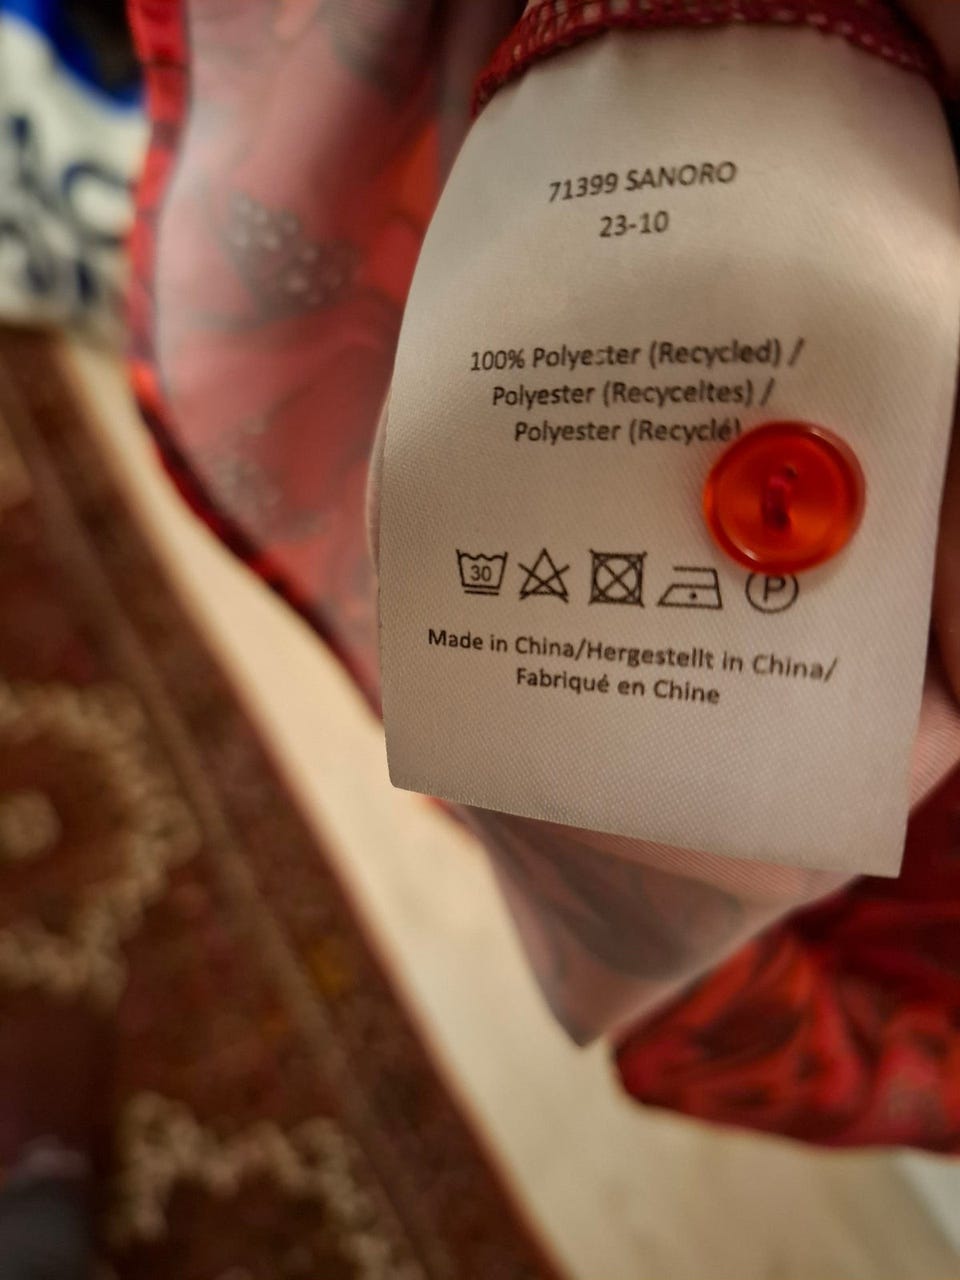 71399 SANORO
23-10
100% Polyester (Recycled) /
Polyester (Recyceltes) /
Polyester (Recyclé)
30
P
Made in China/Hergestellt in China/
Fabriqué en Chine